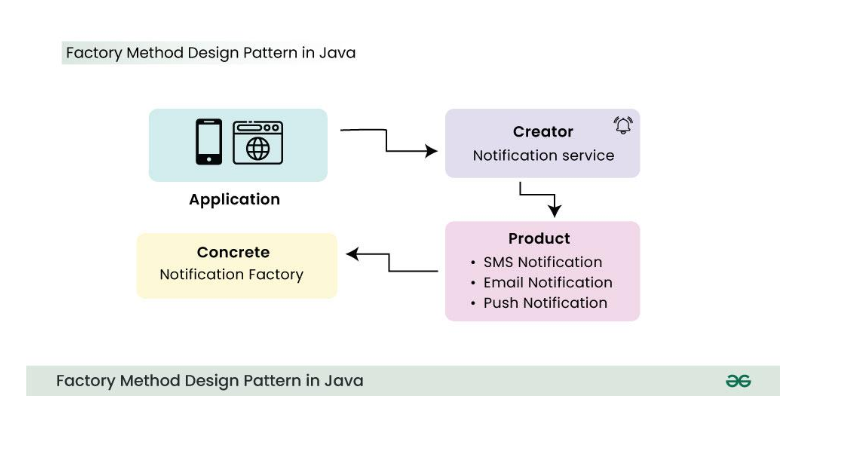 Factory Method Design Pattern in Java
Creator
Notification service
Application
Product
• SMS Notification
• Email Notification
• Push Notification
Concrete
Notification Factory
Factory Method Design Pattern in Java